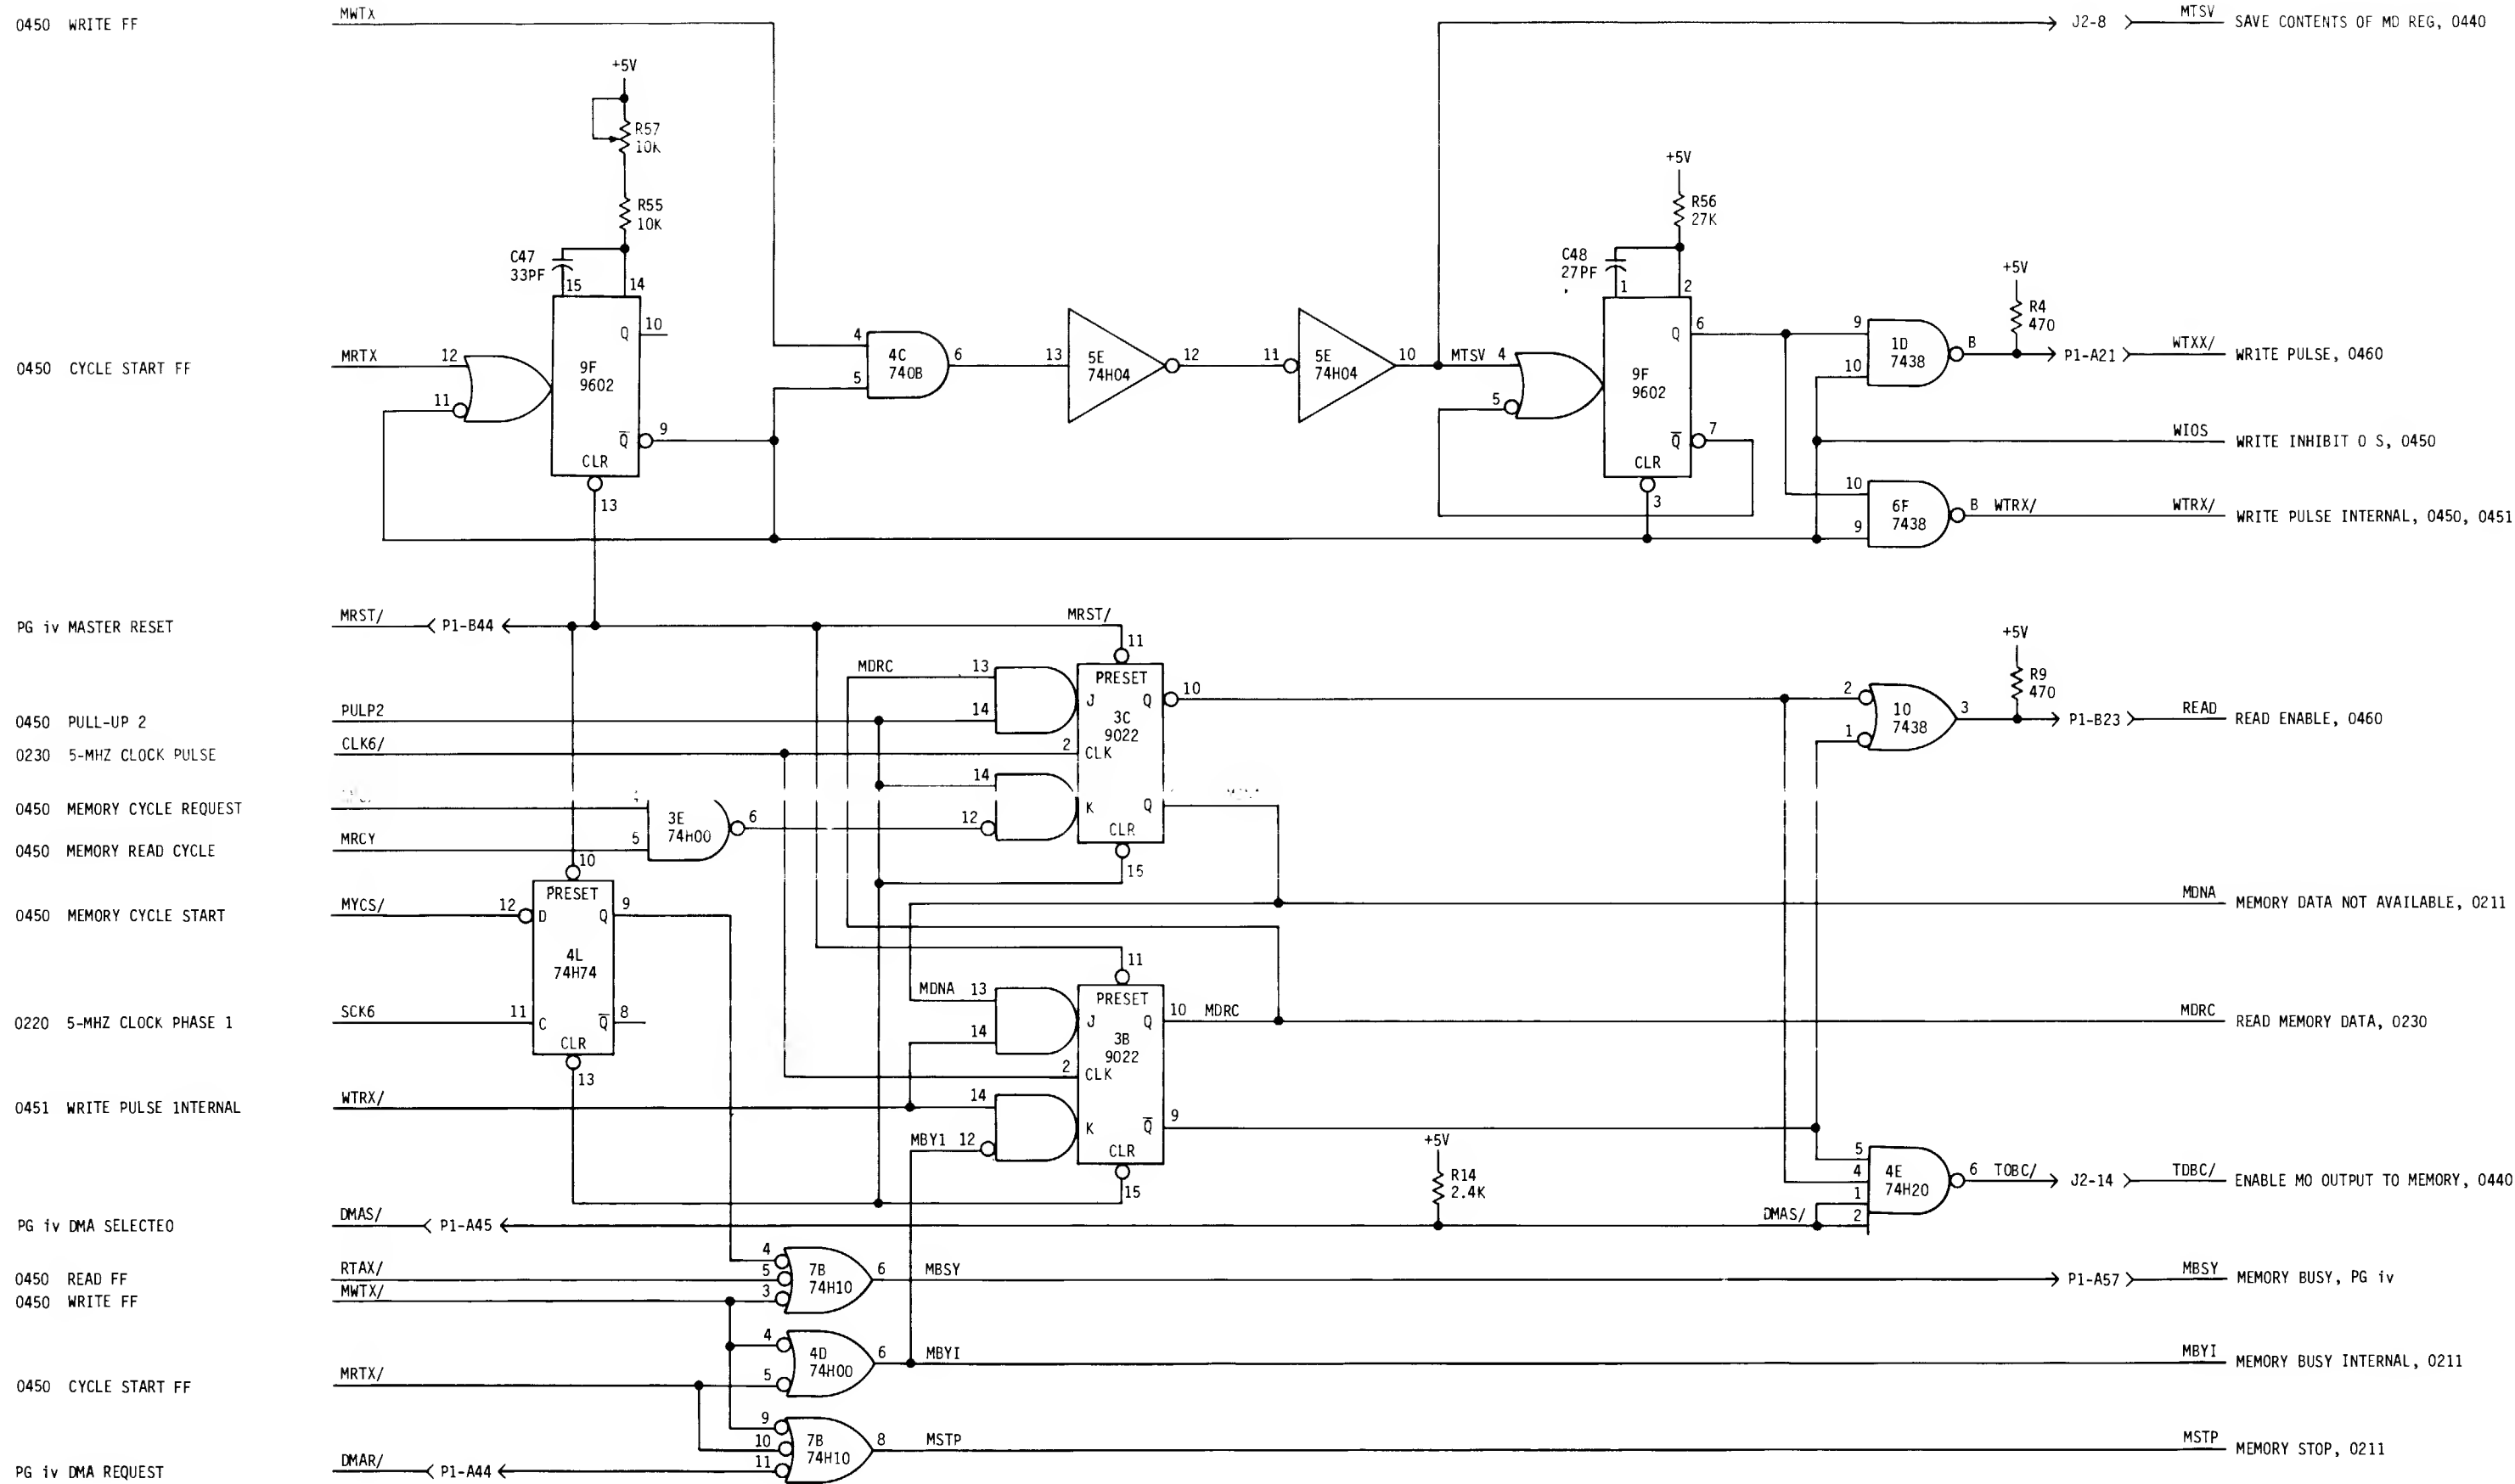 0450 WRITE FF
MWTX
J2-8
MTSV
SAVE CONTENTS OF MD REG, 0440
+5V
R57
10K
R55
10K
C47
33PF
15
14
Q
10
9F
9602
Q
9
CLR
13
0450 CYCLE START FF
MRTX
12
11
4
5
4C
740B
6
13
5E
74H04
12
11
5E
74H04
10
MTSV
4
5
+5V
R56
27K
C48
27PF
1
2
Q
6
9F
9602
Q
7
CLR
3
9
10
1D
7438
B
+5V
R4
470
P1-A21
WTXX/
WRITE PULSE, 0460
WIOS
WRITE INHIBIT O S, 0450
10
9
6F
7438
B
WTRX/
WTRX/
WRITE PULSE INTERNAL, 0450, 0451
PG iv MASTER RESET
MRST/
P1-B44
MRST/
11
MDRC
13
14
PRESET
J
Q
10
3C
9022
2
CLK
14
12
K
Q
CLR
15
0450 PULL-UP 2
PULP2
0230 5-MHZ CLOCK PULSE
CLK6/
0450 MEMORY CYCLE REQUEST
3E
74H00
6
0450 MEMORY READ CYCLE
MRCY
5
2
1
10
7438
3
+5V
R9
470
P1-B23
READ
READ ENABLE, 0460
10
PRESET
0450 MEMORY CYCLE START
MYCS/
12
D
Q
9
4L
74H74
0220 5-MHZ CLOCK PHASE 1
SCK6
11
C
Q
8
CLR
13
MDNA
MEMORY DATA NOT AVAILABLE, 0211
11
MDNA
13
14
PRESET
J
Q
10
MDRC
3B
9022
2
CLK
MDRC
READ MEMORY DATA, 0230
0451 WRITE PULSE 1NTERNAL
WTRX/
14
MBY1
12
K
Q
9
CLR
15
+5V
R14
2.4K
5
4
1
2
4E
74H20
6
TOBC/
J2-14
TDBC/
ENABLE MO OUTPUT TO MEMORY, 0440
PG iv DMA SELECTEO
DMAS/
P1-A45
DMAS/
0450 READ FF
RTAX/
0450 WRITE FF
MWTX/
4
5
3
7B
74H10
6
MBSY
P1-A57
MBSY
MEMORY BUSY, PG iv
4
5
4D
74H00
6
MBYI
MBYI
MEMORY BUSY INTERNAL, 0211
0450 CYCLE START FF
MRTX/
9
10
11
7B
74H10
8
MSTP
MSTP
MEMORY STOP, 0211
PG iv DMA REQUEST
DMAR/
P1-A44